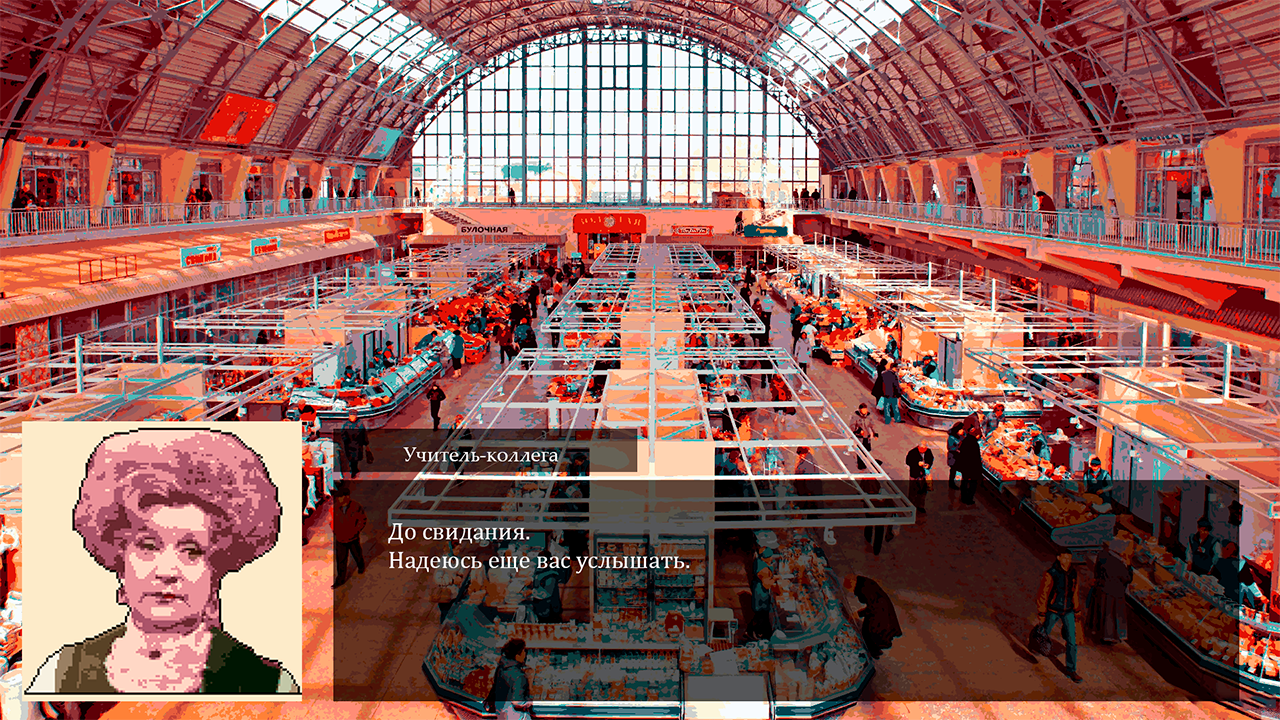 БУЛОЧНАЯ
Учитель-коллега
До свидания.
Надеюсь еще вас услышать.